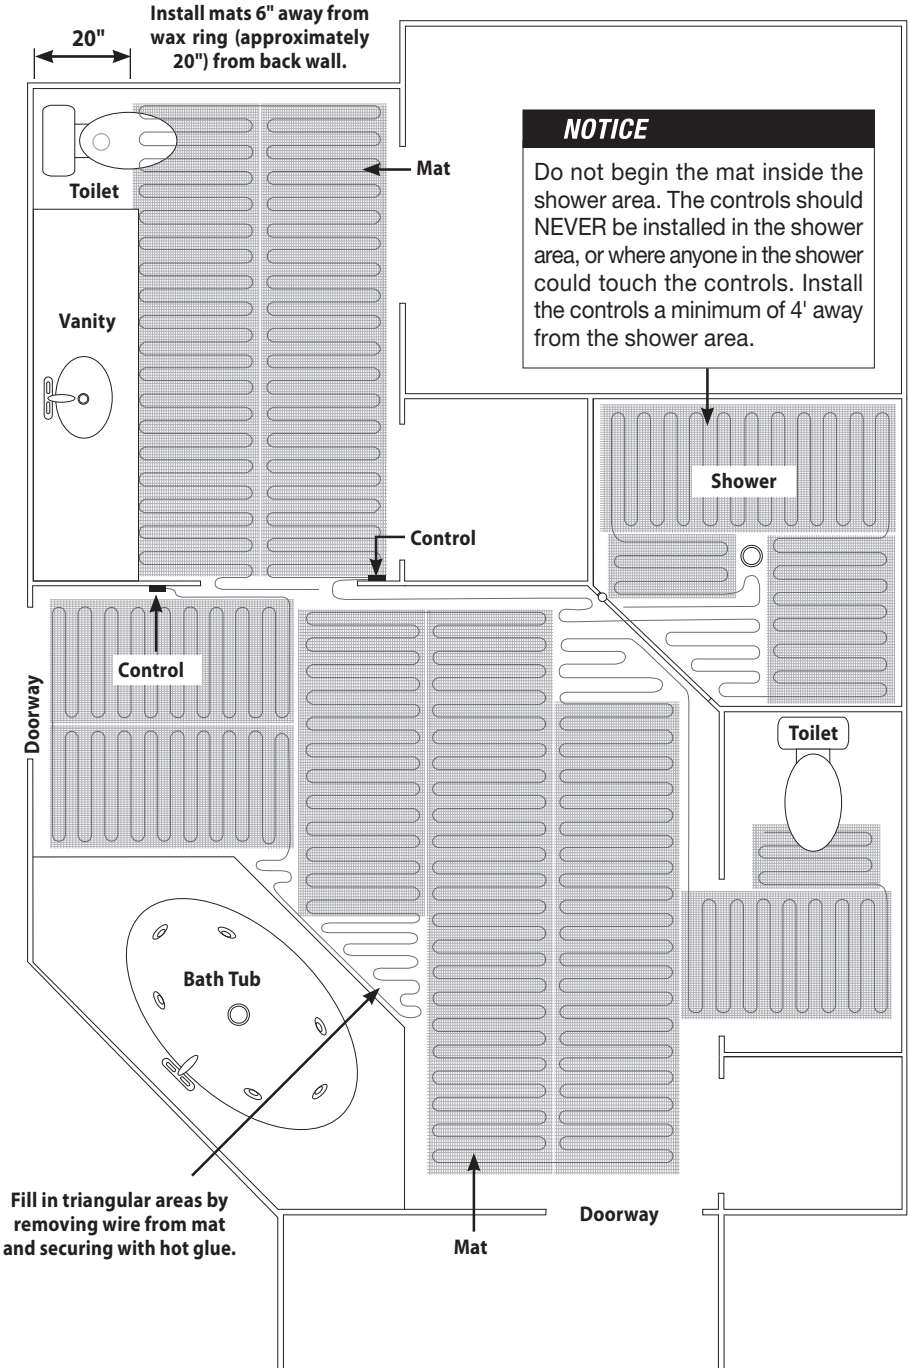 Install mats 6" away from
wax ring (approximately
20") from back wall.
20"
Toilet
Mat
NOTICE
Do not begin the mat inside the
shower area. The controls should
NEVER be installed in the shower
area, or where anyone in the shower
could touch the controls. Install
the controls a minimum of 4' away
from the shower area.
Vanity
Shower
Control
Control
Doorway
Toilet
Bath Tub
Fill in triangular areas by
removing wire from mat
and securing with hot glue.
Doorway
Mat